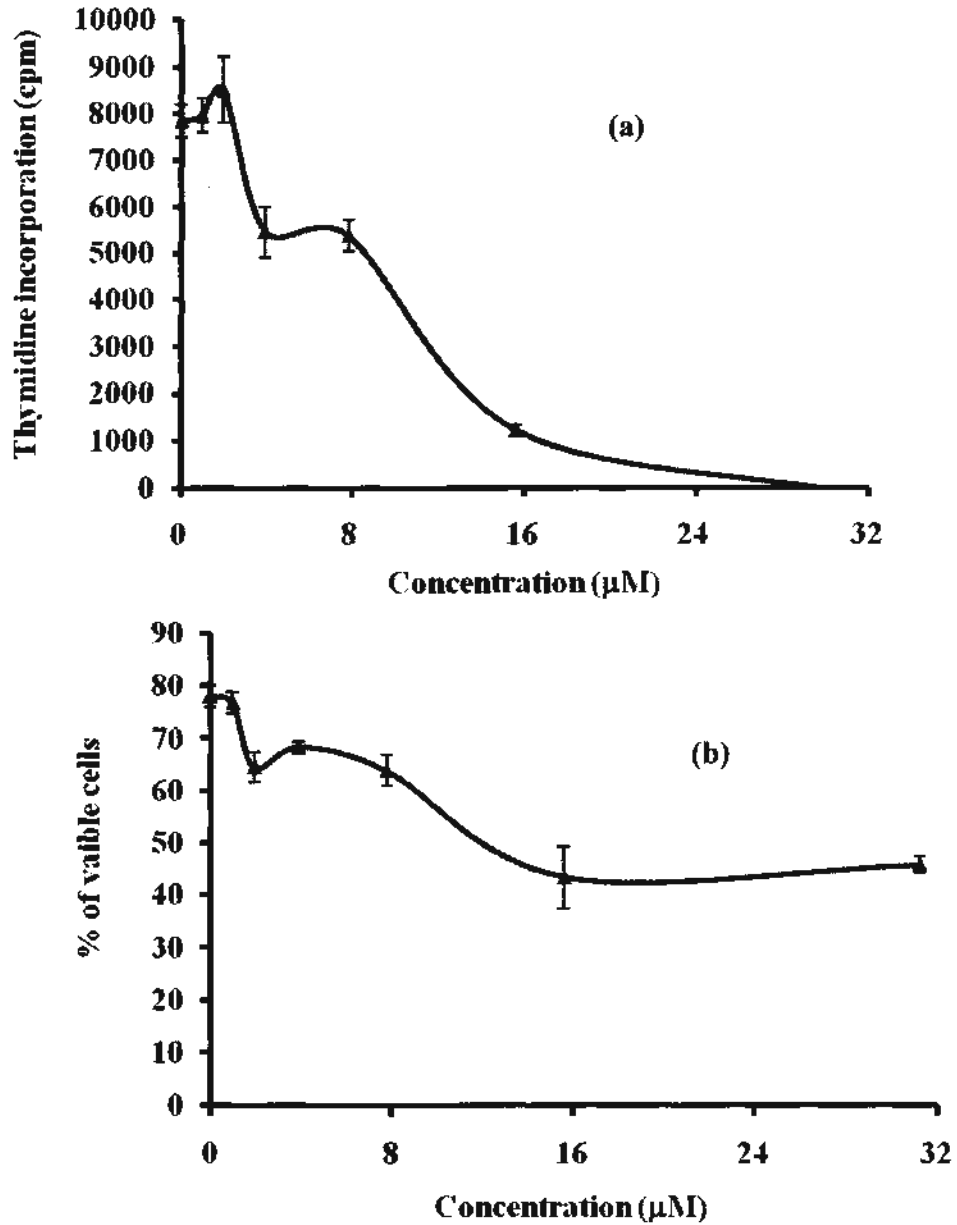 Thymidine incorporation (cpm)
10000
9000
8000
7000
6000
5000
4000
3000
2000
1000
0
(a)
0 8 16 24 32
Concentration (μM)
% of vaible cells
90
80
70
60
50
40
30
20
10
0
(b)
0 8 16 24 32
Concentration (μM)